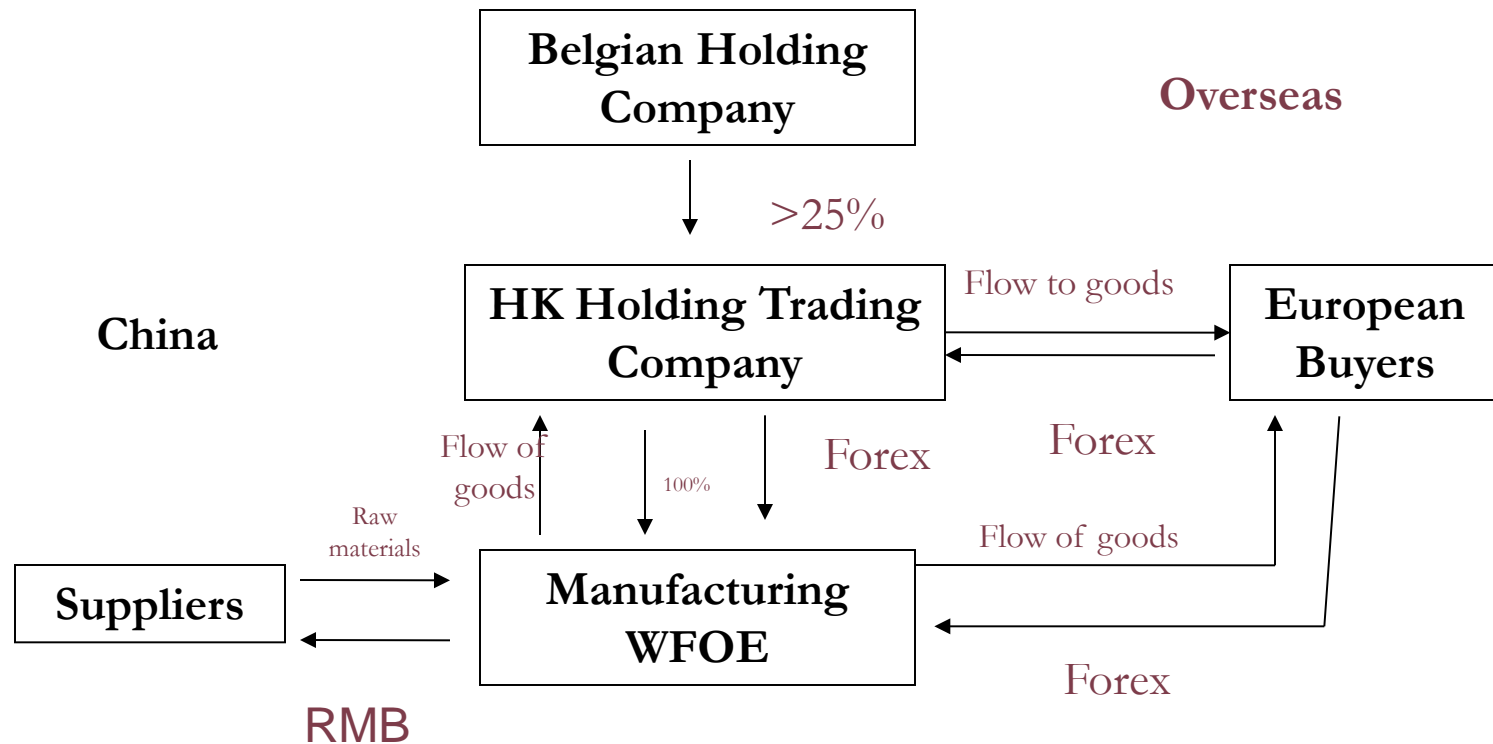 Belgian Holding
Company
Overseas
>25%
HK Holding Trading
Company
Flow to goods
European
Buyers
China
Flow of
goods
100%
Forex
Forex
Raw
materials
Flow of goods
Suppliers
Manufacturing
WFOE
Forex
RMB